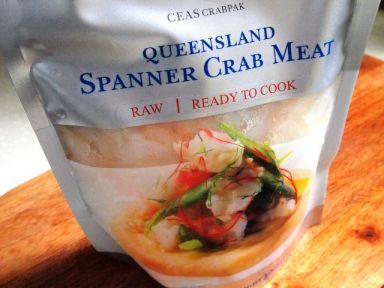 CEAS CRABPAK
QUEENSLAND
SPANNER CRAB MEAT
RAW | READY TO COOK